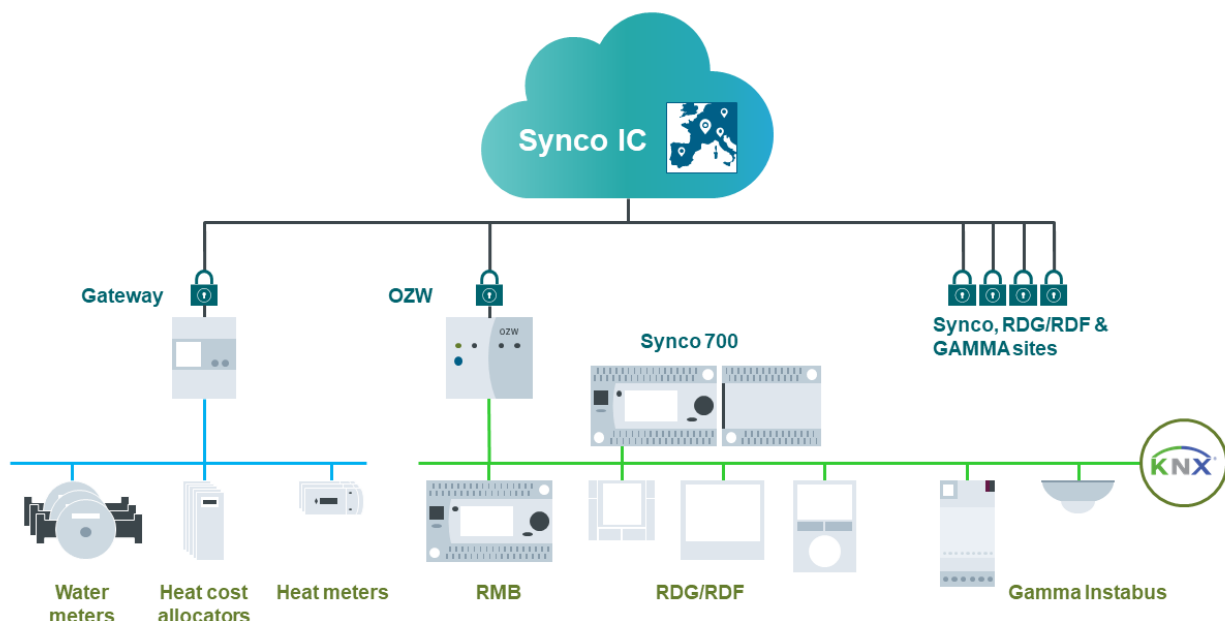 Synco IC
Gateway
OZW
Synco, RDG/RDF &
GAMMA sites
OZW
Synco 700
KNX
Water
meters
Heat cost
allocators
Heat meters
RMB
RDG/RDF
Gamma Instabus